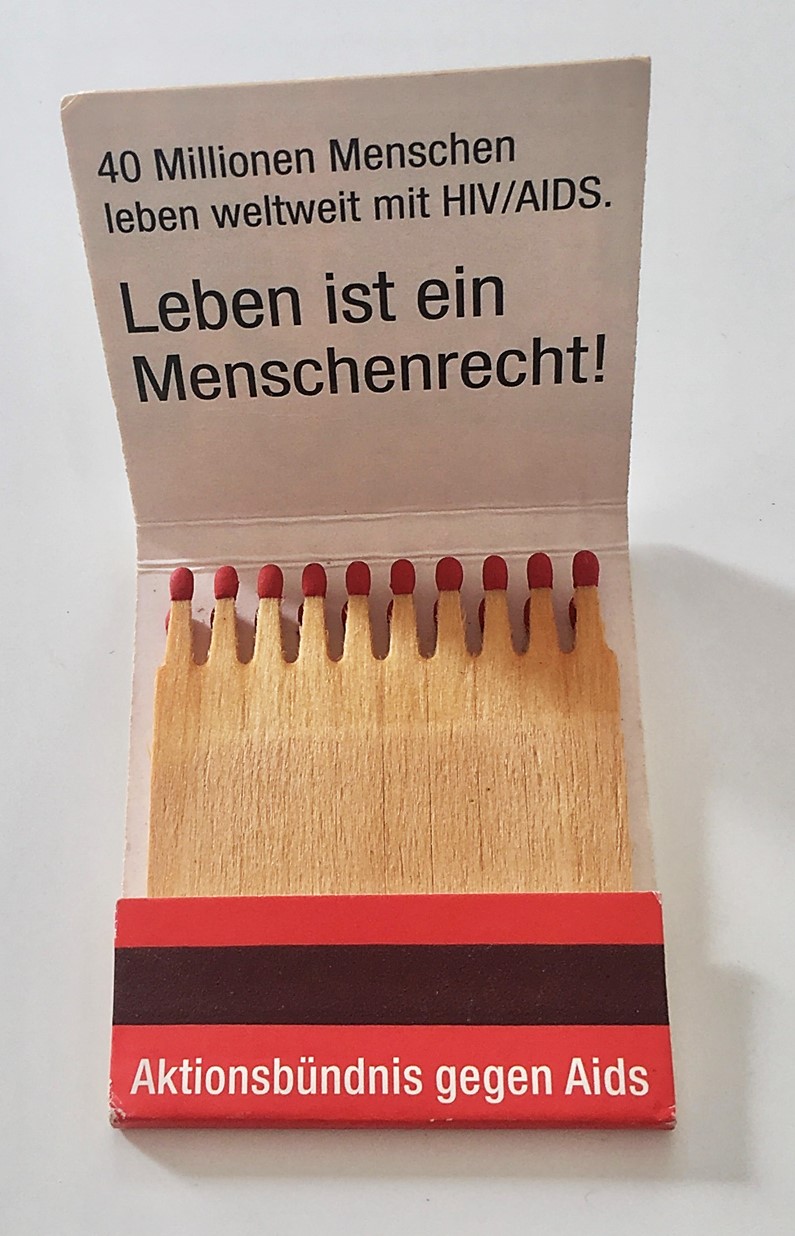 40 Millionen Menschen
leben weltweit mit HIV/AIDS.
Leben ist ein
Menschenrecht!
Aktionsbündnis gegen Aids